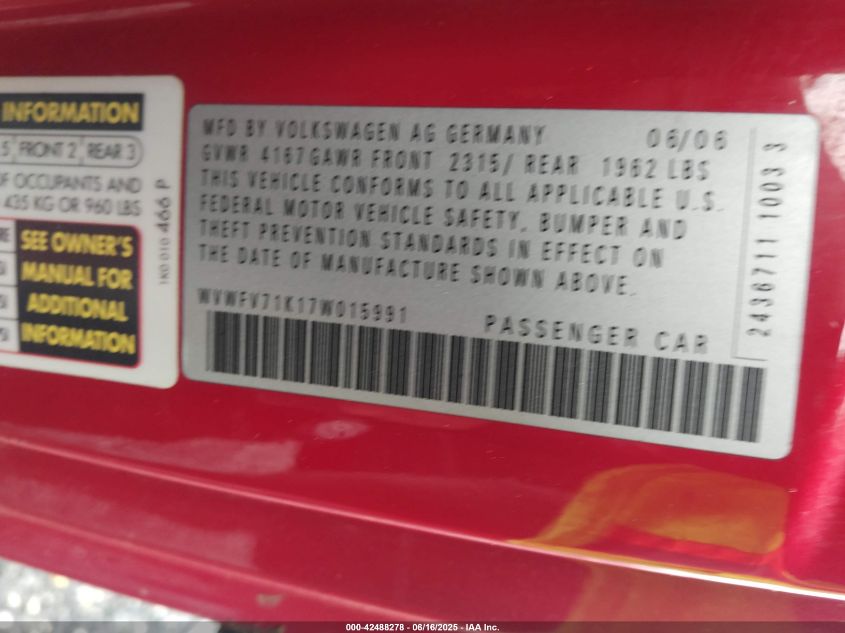 INFORMATION
5 FRONT 2 REAR 3
OF OCCUPANTS AND
435 KG OR 960 LBS
SEE OWNER'S
MANUAL FOR
ADDITIONAL
INFORMATION
1K0 010 466 P
MFD BY VOLKSWAGEN AG GERMANY 06/06
GVWR 4167 GAWR FRONT 2315/ REAR 1962 LBS
THIS VEHICLE CONFORMS TO ALL APPLICABLE U.S.
FEDERAL MOTOR VEHICLE SAFETY, BUMPER AND
THEFT PREVENTION STANDARDS IN EFFECT ON
THE DATE OF MANUFACTURE SHOWN ABOVE.
WVWFV71K17W015991 PASSENGER CAR
2436711 1003 3
000-42488278 - 06/16/2025 - IAA Inc.